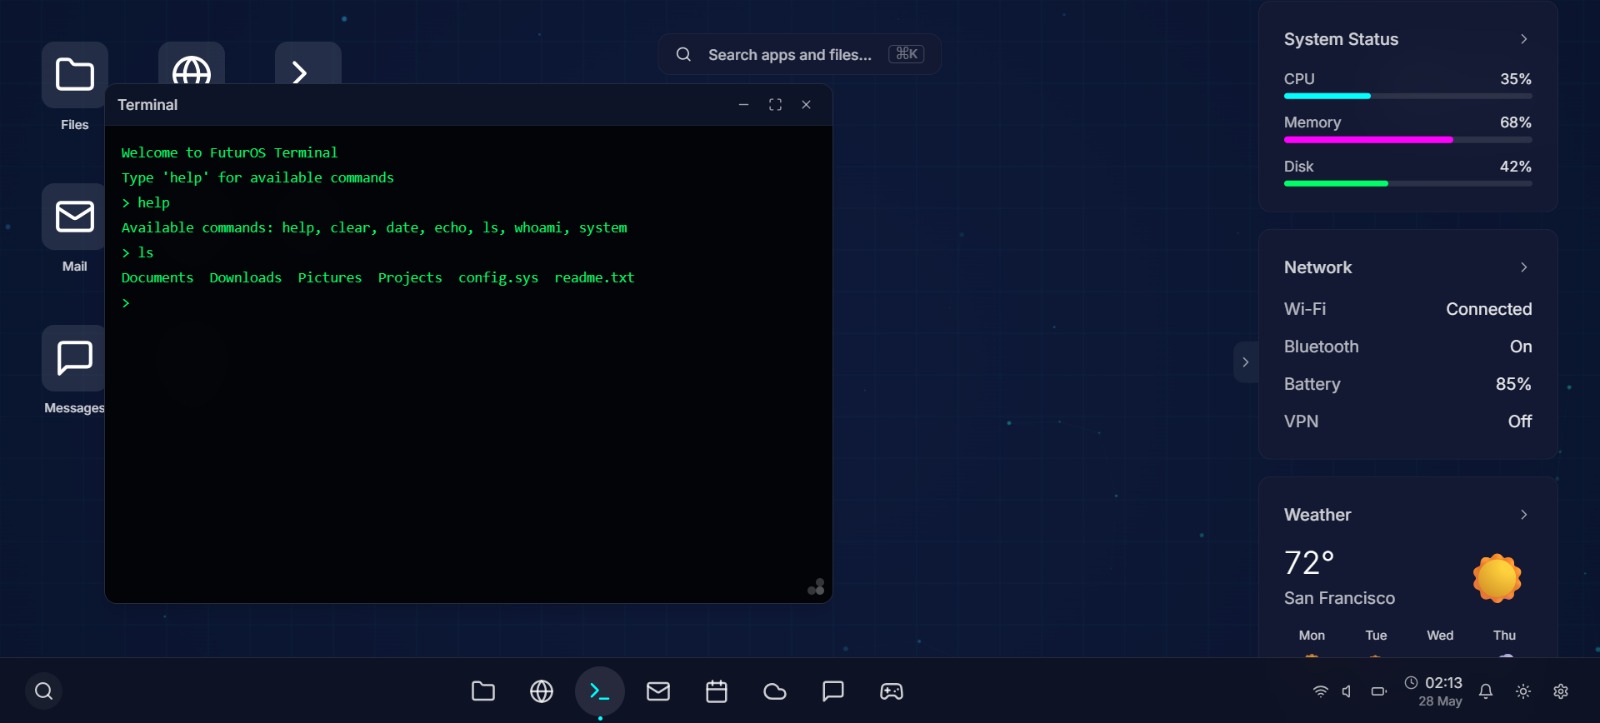 Search apps and files... ⌘K
Files
Mail
Messages
Terminal
Welcome to FuturOS Terminal
Type 'help' for available commands
> help
Available commands: help, clear, date, echo, ls, whoami, system
> ls
Documents  Downloads  Pictures  Projects  config.sys  readme.txt
>
System Status
CPU 35%
Memory 68%
Disk 42%
Network
Wi-Fi Connected
Bluetooth On
Battery 85%
VPN Off
Weather
72°
San Francisco
Mon Tue Wed Thu
02:13
28 May